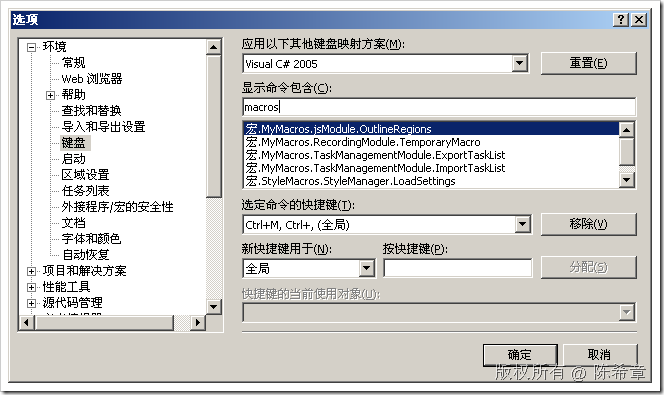 选项
环境
常规
Web 浏览器
帮助
查找和替换
导入和导出设置
键盘
启动
区域设置
任务列表
外接程序/宏的安全性
文档
字体和颜色
自动恢复
项目和解决方案
性能工具
源代码管理
应用以下其他键盘映射方案(M):
Visual C# 2005
重置(E)
显示命令包含(C):
macros
宏.MyMacros.jsModule.OutlineRegions
宏.MyMacros.RecordingModule.TemporaryMacro
宏.MyMacros.TaskManagementModule.ExportTaskList
宏.MyMacros.TaskManagementModule.ImportTaskList
宏.StyleMacros.StyleManager.LoadSettings
选定命令的快捷键(T):
Ctrl+M, Ctrl+, (全局)
移除(V)
新快捷键用于(N): 按快捷键(P):
全局
分配(S)
快捷键的当前使用对象(U):
确定 取消
版权所有 @ 陈希章